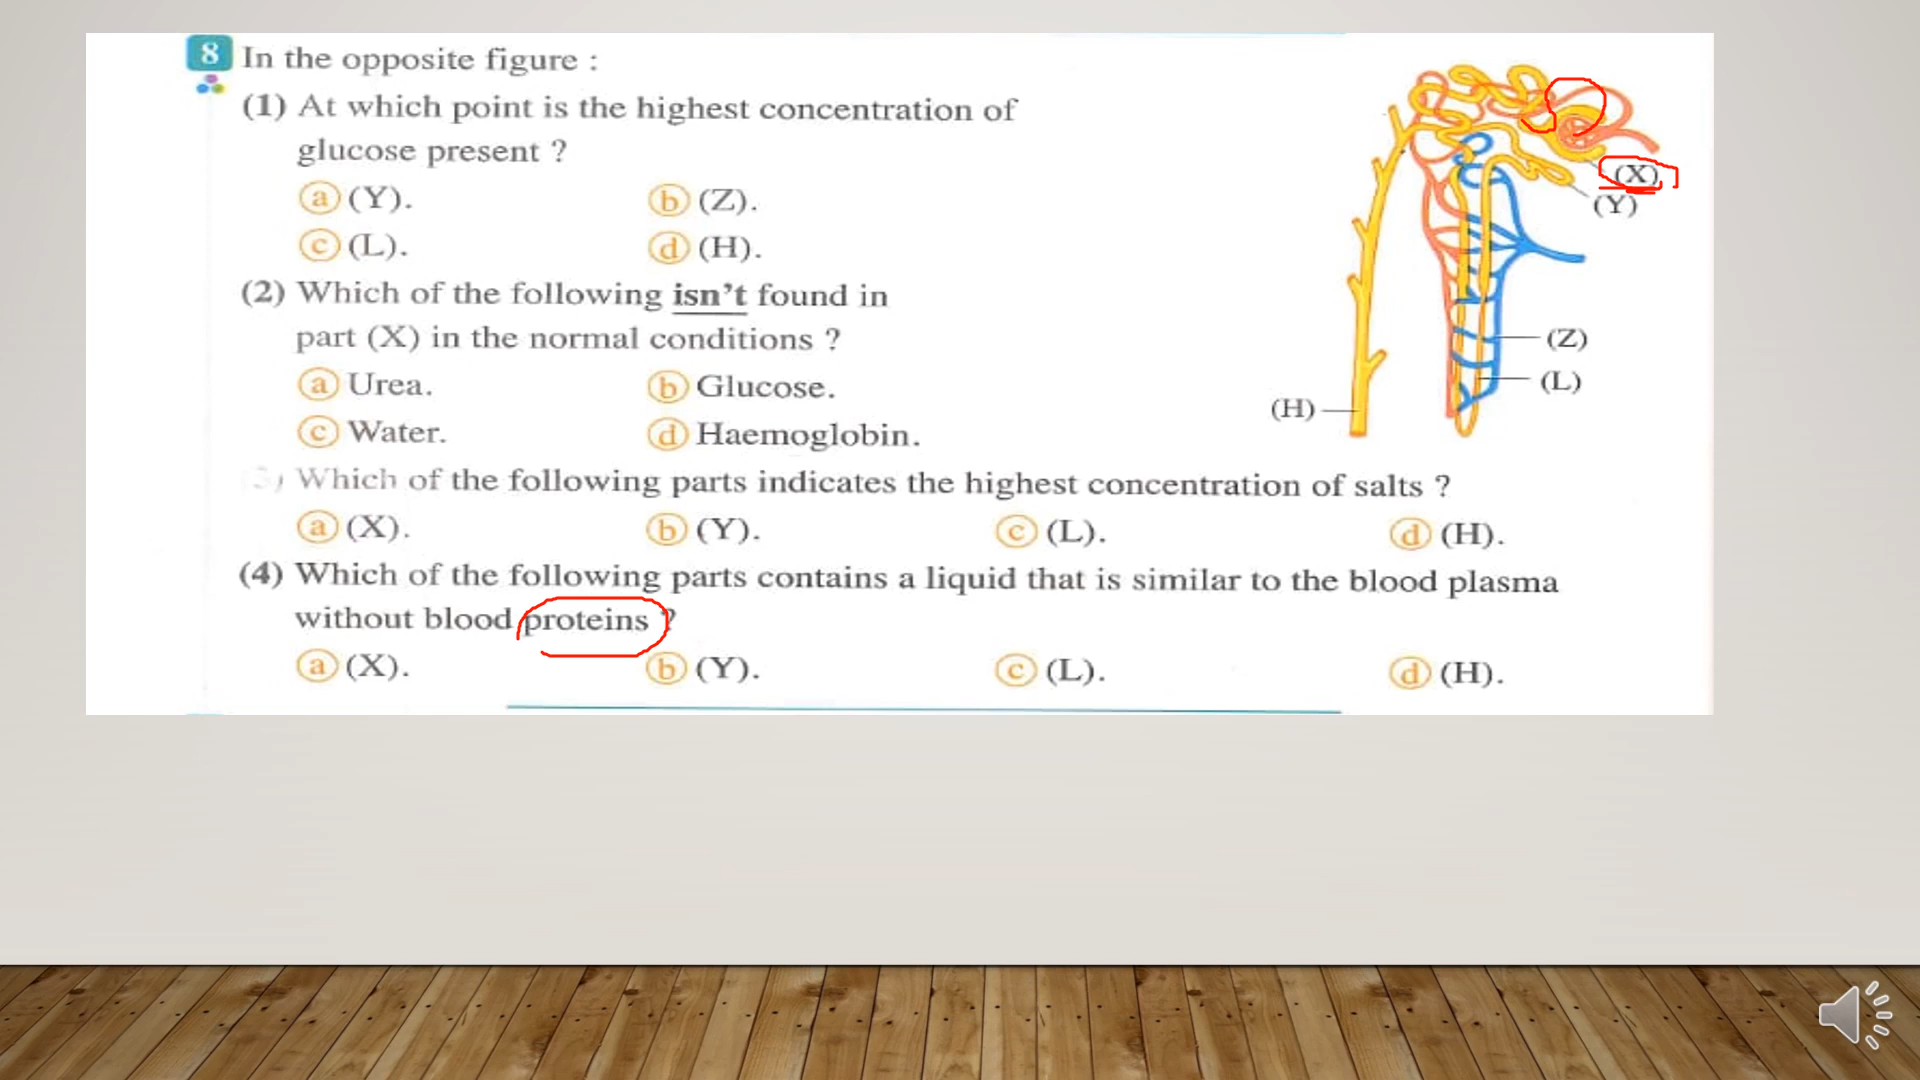 8 In the opposite figure :
(1) At which point is the highest concentration of
glucose present ?
a (Y). b (Z).
c (L). d (H).
(2) Which of the following isn't found in
part (X) in the normal conditions ?
a Urea. b Glucose.
c Water. d Haemoglobin.
3) Which of the following parts indicates the highest concentration of salts ?
a (X). b (Y). c (L). d (H).
(4) Which of the following parts contains a liquid that is similar to the blood plasma
without blood proteins ?
a (X). b (Y). c (L). d (H).
(X)
(Y)
(Z)
(L)
(H)